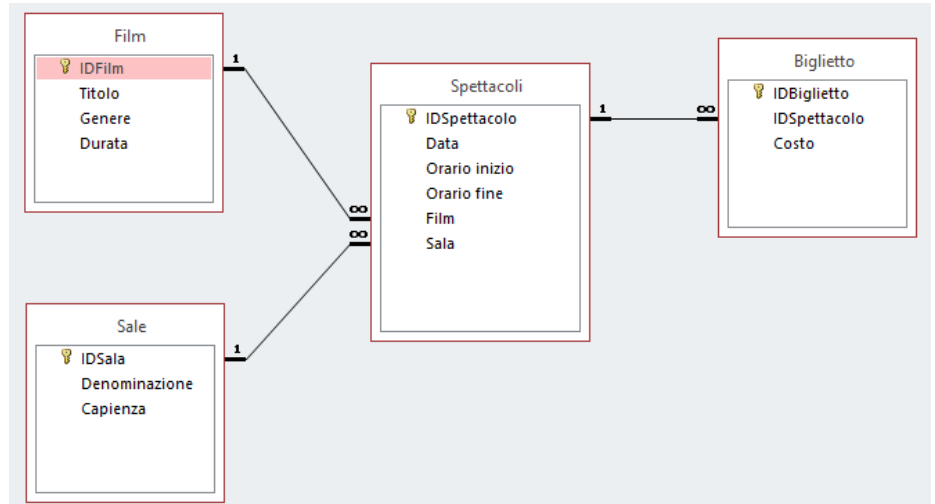 Film
IDFilm
Titolo
Genere
Durata
1
∞
∞
Spettacoli
IDSpettacolo
Data
Orario inizio
Orario fine
Film
Sala
1
∞
Biglietto
IDBiglietto
IDSpettacolo
Costo
Sale
IDSala
Denominazione
Capienza
1